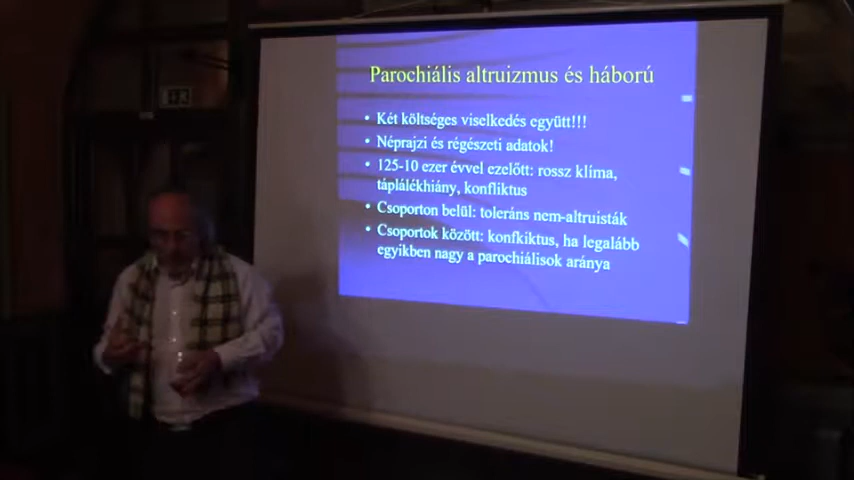 Parochiális altruizmus és háború
• Két költséges viselkedés együtt!!!
• Néprajzi és régészeti adatok!
• 125-10 ezer évvel ezelőtt: rossz klíma,
táplálékhiány, konfliktus
• Csoporton belül: toleráns nem-altruisták
• Csoportok között: konfkiktus, ha legalább
egyikben nagy a parochiálisok aránya